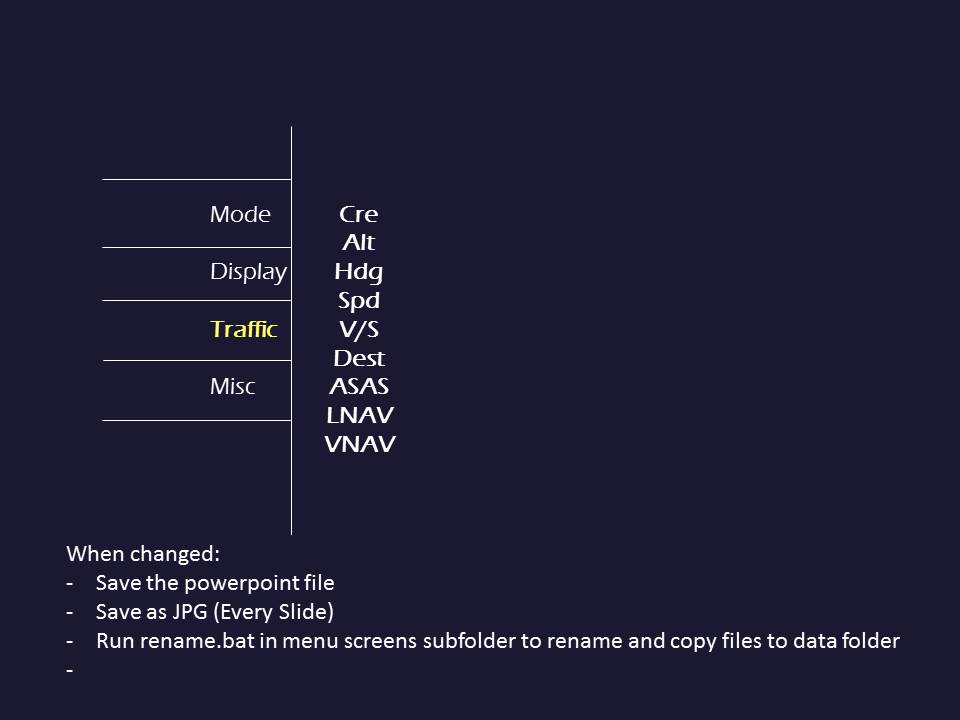 Mode
Display
Traffic
Misc
Cre
Alt
Hdg
Spd
V/S
Dest
ASAS
LNAV
VNAV
When changed:
- Save the powerpoint file
- Save as JPG (Every Slide)
- Run rename.bat in menu screens subfolder to rename and copy files to data folder
-